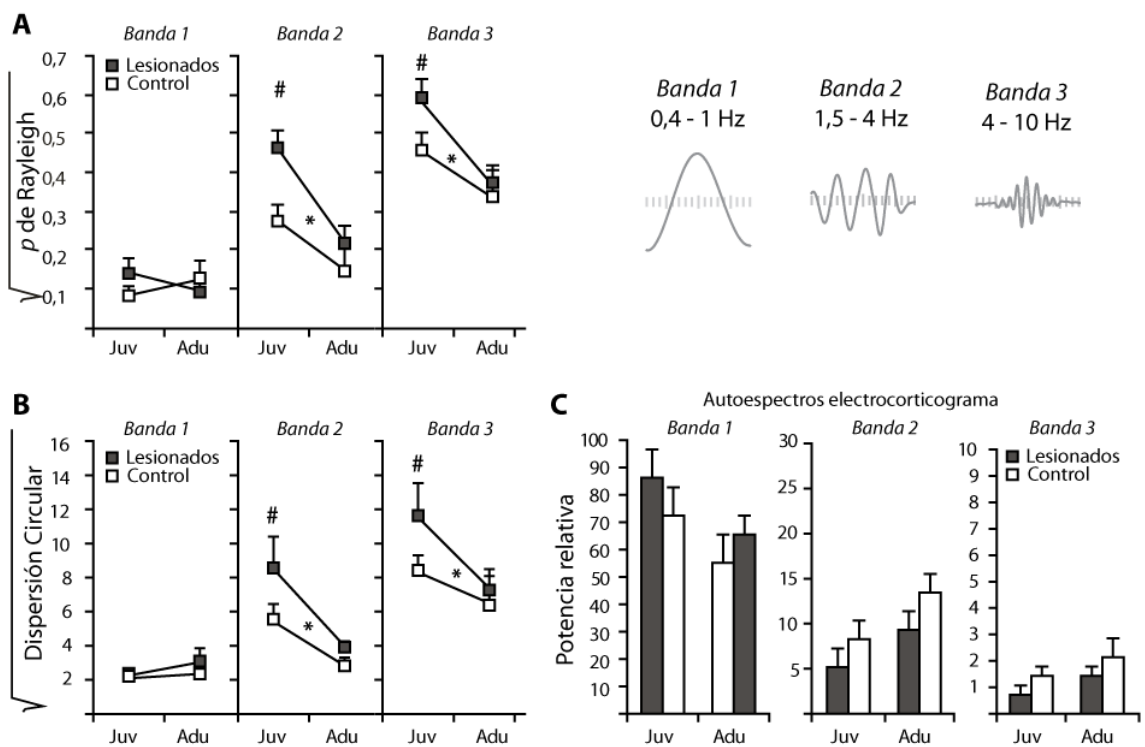 A
Banda 1
Banda 2
Banda 3
Lesionados
Control
p de Rayleigh
0,7
0,6
0,5
0,4
0,3
0,2
0,1
#
*
#
*
Juv
Adu
Juv
Adu
Juv
Adu
Banda 1
0,4 - 1 Hz
Banda 2
1,5 - 4 Hz
Banda 3
4 - 10 Hz
B
Banda 1
Banda 2
Banda 3
Lesionados
Control
Dispersión Circular
16
14
12
10
8
6
4
2
#
*
#
*
Juv
Adu
Juv
Adu
Juv
Adu
C
Autoespectros electrocorticograma
Banda 1
Banda 2
Banda 3
Lesionados
Control
Potencia relativa
100
90
80
70
60
50
40
30
20
10
30
25
20
15
10
5
10
9
8
7
6
5
4
3
2
1
Juv
Adu
Juv
Adu
Juv
Adu